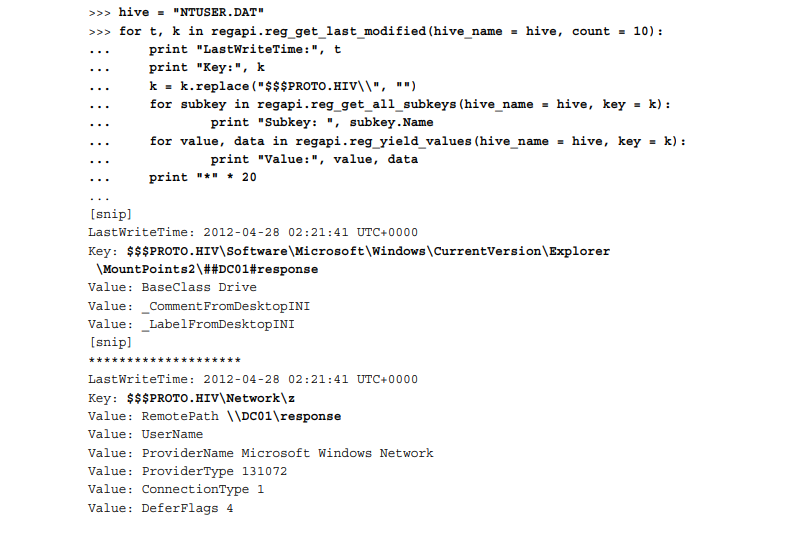 >>> hive = "NTUSER.DAT"
>>> for t, k in regapi.reg_get_last_modified(hive_name = hive, count = 10):
...     print "LastWriteTime:", t
...     print "Key:", k
...     k = k.replace("$$$PROTO.HIV\\", "")
...     for subkey in regapi.reg_get_all_subkeys(hive_name = hive, key = k):
...             print "Subkey: ", subkey.Name
...     for value, data in regapi.reg_yield_values(hive_name = hive, key = k):
...             print "Value:", value, data
...     print "*" * 20
...
[snip]
LastWriteTime: 2012-04-28 02:21:41 UTC+0000
Key: $$$PROTO.HIV\Software\Microsoft\Windows\CurrentVersion\Explorer
\MountPoints2\##DC01#response
Value: BaseClass Drive
Value: _CommentFromDesktopINI
Value: _LabelFromDesktopINI
[snip]
********************
LastWriteTime: 2012-04-28 02:21:41 UTC+0000
Key: $$$PROTO.HIV\Network\z
Value: RemotePath \\DC01\response
Value: UserName
Value: ProviderName Microsoft Windows Network
Value: ProviderType 131072
Value: ConnectionType 1
Value: DeferFlags 4